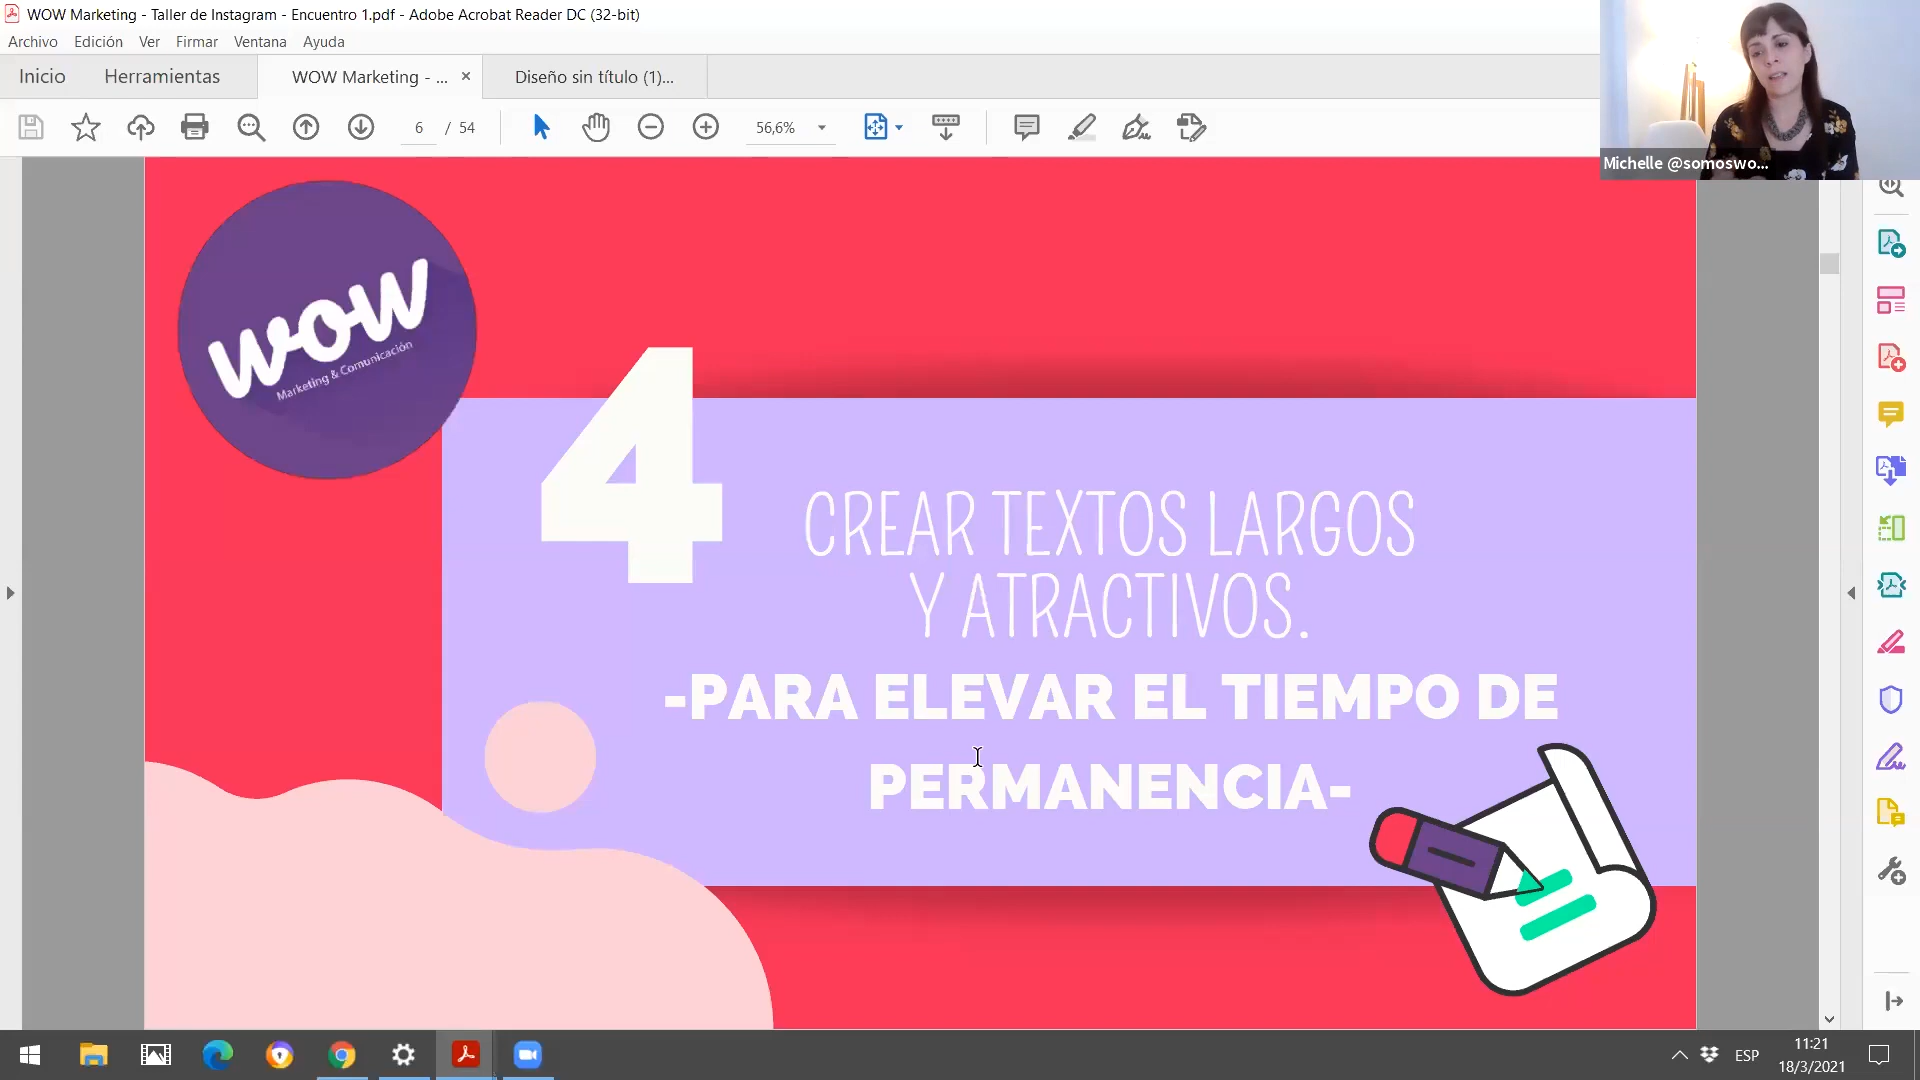 WOW Marketing - Taller de Instagram - Encuentro 1.pdf - Adobe Acrobat Reader DC (32-bit)
Archivo Edición Ver Firmar Ventana Ayuda
Inicio Herramientas WOW Marketing - ... × Diseño sin título (1)...
6 / 54 56,6%
Michelle @somoswo...
wow
Marketing & Comunicación
4
CREAR TEXTOS LARGOS
Y ATRACTIVOS.
-PARA ELEVAR EL TIEMPO DE
PERMANENCIA-
ESP
11:21
18/3/2021